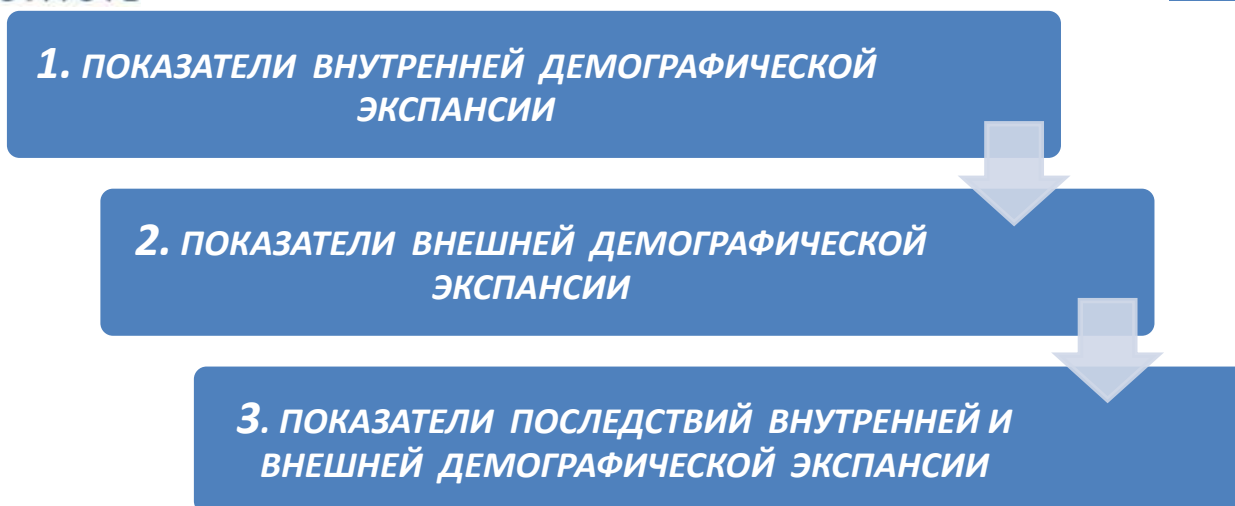 1. ПОКАЗАТЕЛИ ВНУТРЕННЕЙ ДЕМОГРАФИЧЕСКОЙ
ЭКСПАНСИИ
2. ПОКАЗАТЕЛИ ВНЕШНЕЙ ДЕМОГРАФИЧЕСКОЙ
ЭКСПАНСИИ
3. ПОКАЗАТЕЛИ ПОСЛЕДСТВИЙ ВНУТРЕННЕЙ И
ВНЕШНЕЙ ДЕМОГРАФИЧЕСКОЙ ЭКСПАНСИИ